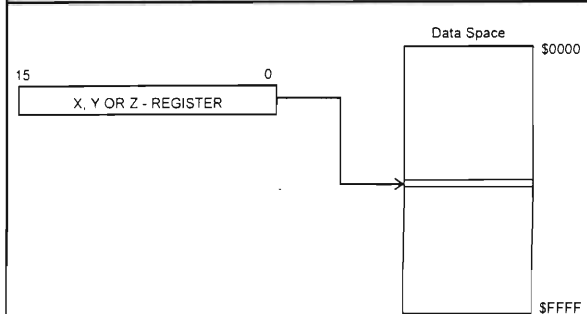 Data Space
$0000
15 0
X, Y OR Z - REGISTER
$FFFF